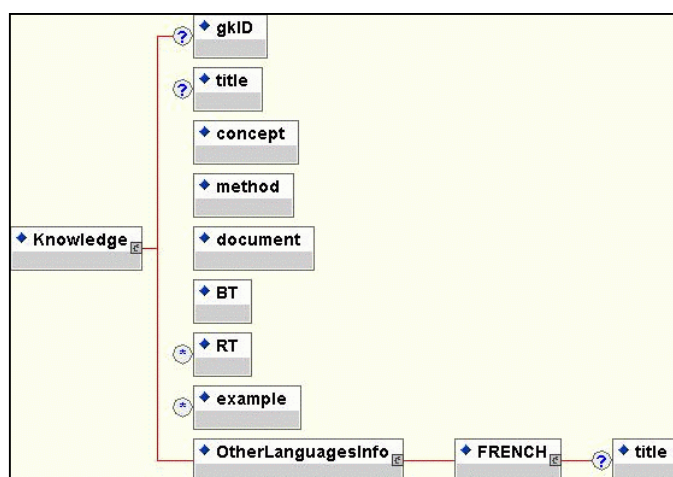 ? gkID
? title
concept
method
Knowledge
document
BT
* RT
* example
OtherLanguagesInfo FRENCH ? title